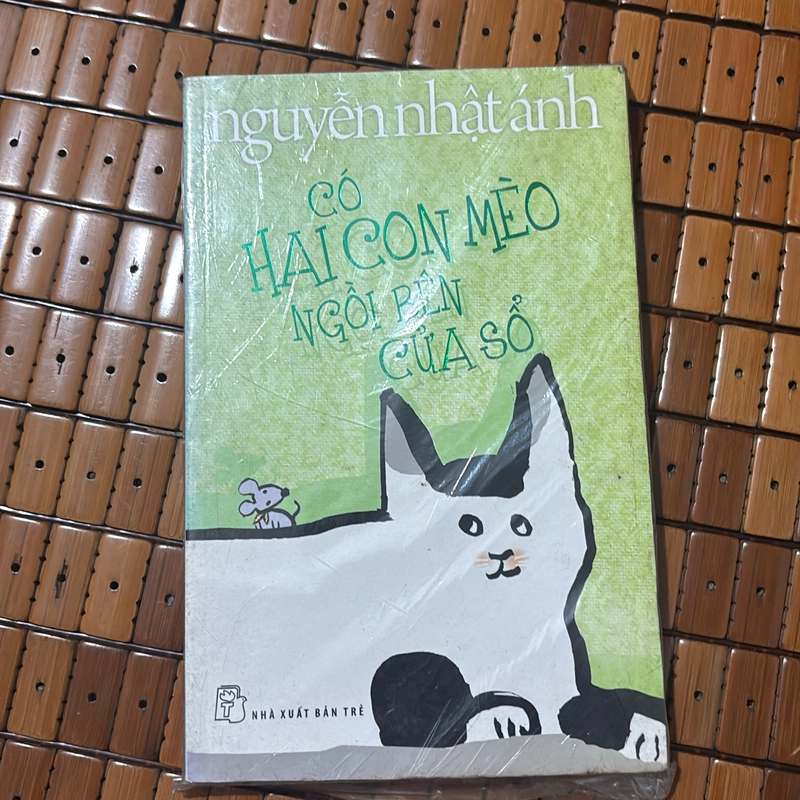 nguyễn nhật ánh
CÓ
HAI CON MÈO
NGỒI BÊN
CỬA SỔ
NHÀ XUẤT BẢN TRẺ